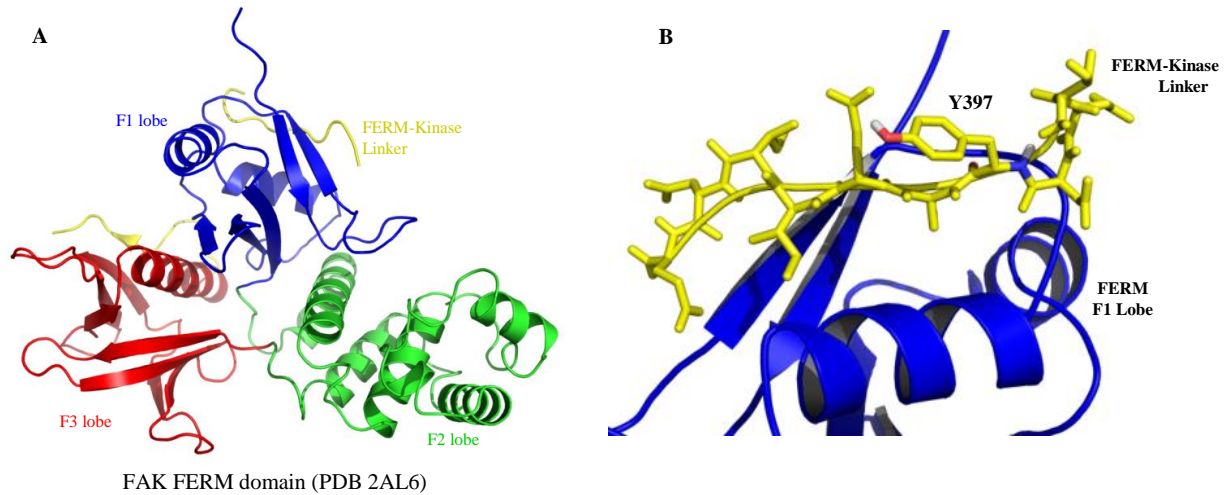 A
F1 lobe
FERM-Kinase
Linker
F3 lobe
F2 lobe
FAK FERM domain (PDB 2AL6)
B
Y397
FERM-Kinase
Linker
FERM
F1 Lobe